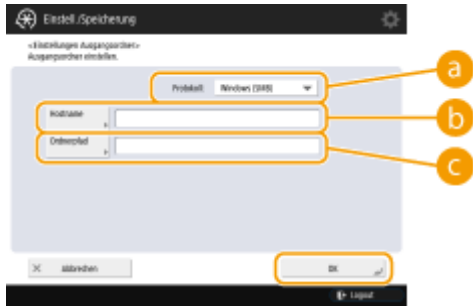 Einstell./Speicherung
<Einstellungen Ausgangsordner>
Ausgangsordner einstellen.
Protokoll: Windows (SMB)
a
Hostname
b
Ordnerpfad
c
Abbrechen
OK
Logout